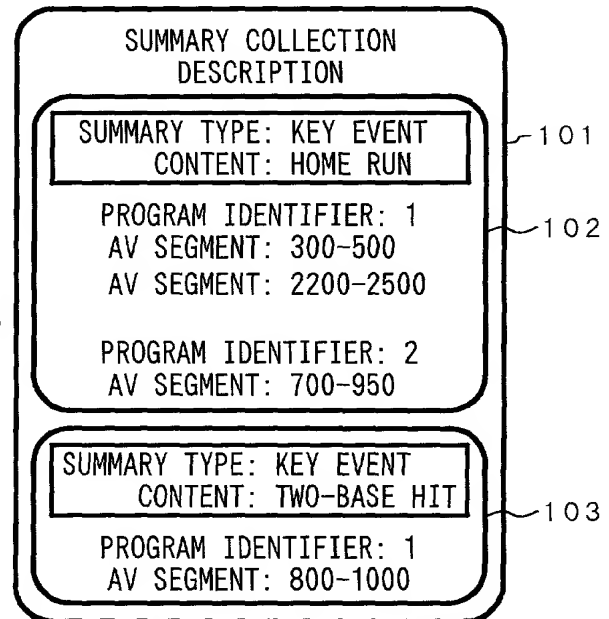 SUMMARY COLLECTION
DESCRIPTION
SUMMARY TYPE: KEY EVENT
CONTENT: HOME RUN
101
PROGRAM IDENTIFIER: 1
102
AV SEGMENT: 300-500
AV SEGMENT: 2200-2500
PROGRAM IDENTIFIER: 2
AV SEGMENT: 700-950
SUMMARY TYPE: KEY EVENT
CONTENT: TWO-BASE HIT
103
PROGRAM IDENTIFIER: 1
AV SEGMENT: 800-1000